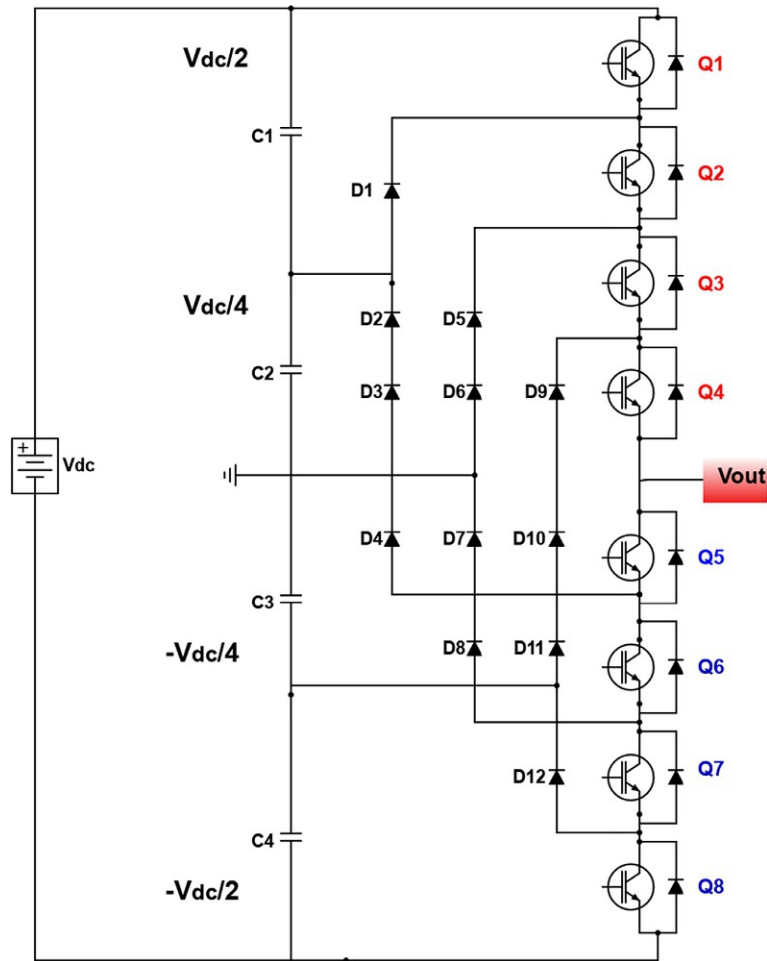 Vdc/2
Q1
C1
Q2
D1
Q3
Vdc/4
D2
D5
C2
D3
D6
D9
Q4
+
Vdc
Vout
D4
D7
D10
Q5
C3
-Vdc/4
D8
D11
Q6
D12
Q7
C4
-Vdc/2
Q8